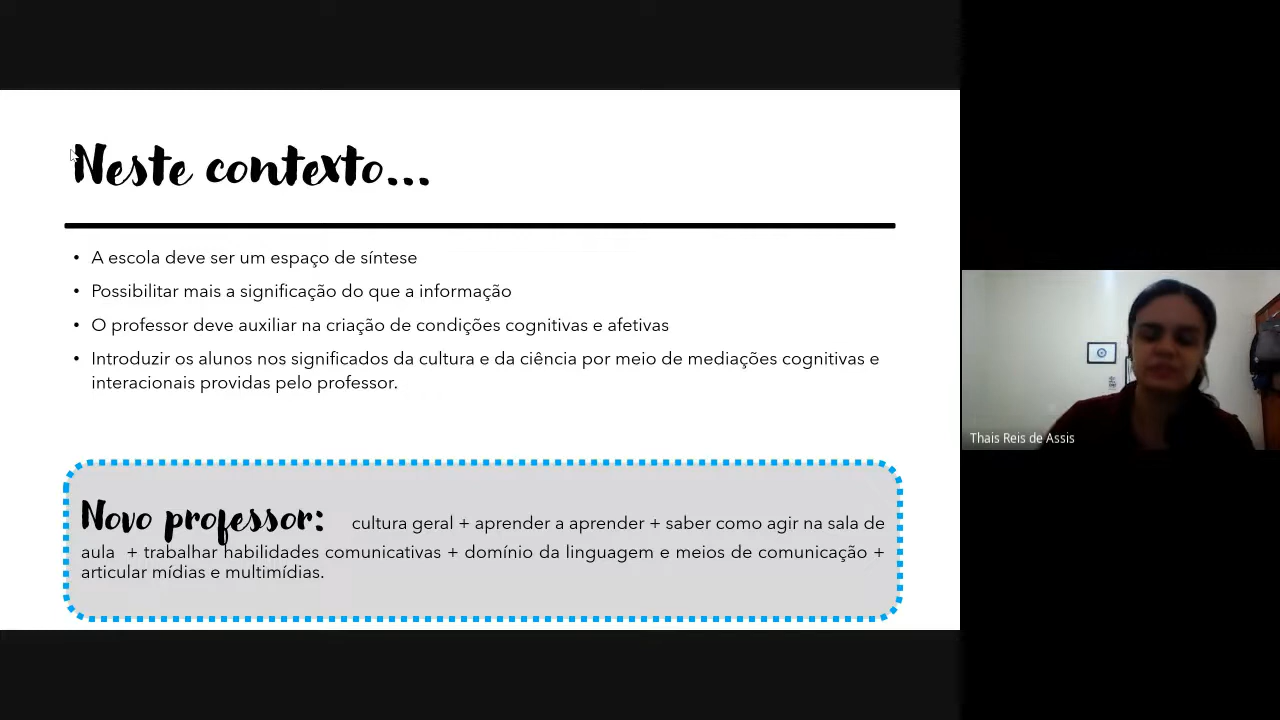 Neste contexto...
• A escola deve ser um espaço de síntese
• Possibilitar mais a significação do que a informação
• O professor deve auxiliar na criação de condições cognitivas e afetivas
• Introduzir os alunos nos significados da cultura e da ciência por meio de mediações cognitivas e
interacionais providas pelo professor.
Novo professor: cultura geral + aprender a aprender + saber como agir na sala de
aula + trabalhar habilidades comunicativas + domínio da linguagem e meios de comunicação +
articular mídias e multimídias.
Thais Reis de Assis